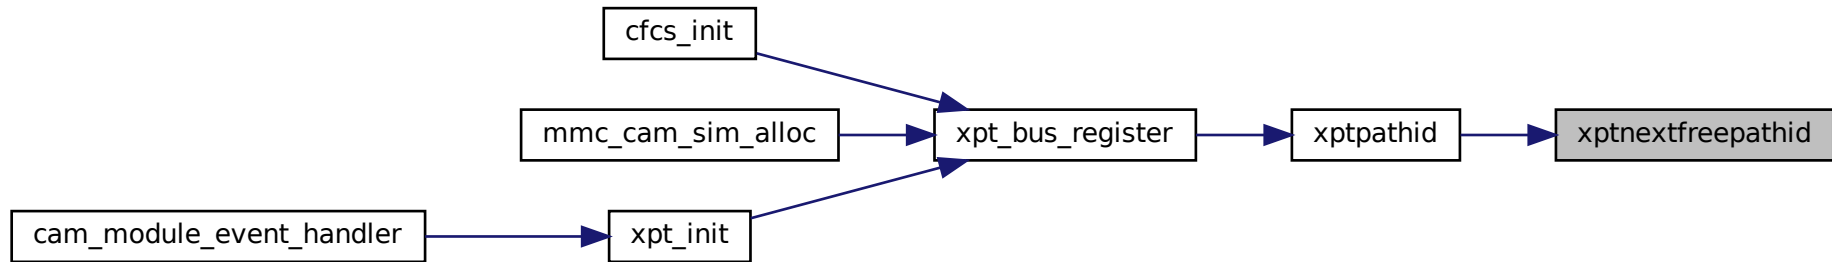 cfcs_init
mmc_cam_sim_alloc
xpt_bus_register
xptpathid
xptnextfreepathid
cam_module_event_handler
xpt_init